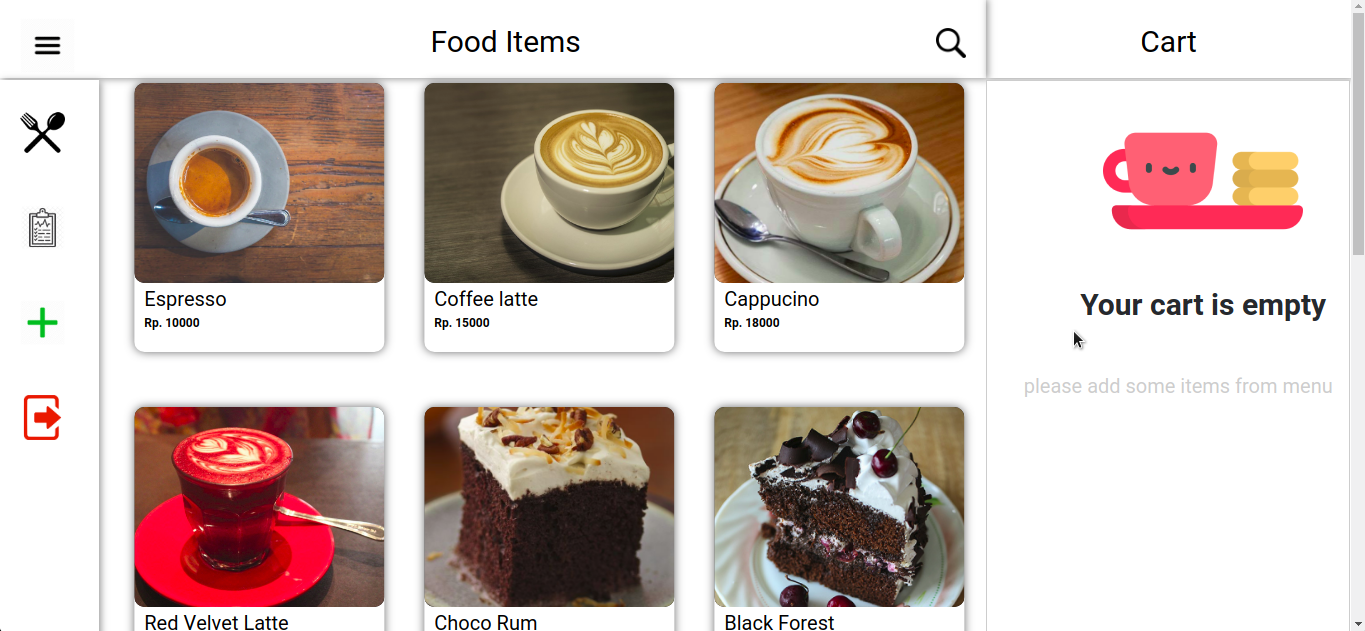 Food Items
Cart
Espresso
Rp. 10000
Coffee latte
Rp. 15000
Cappucino
Rp. 18000
Your cart is empty
please add some items from menu
Red Velvet Latte
Choco Rum
Black Forest